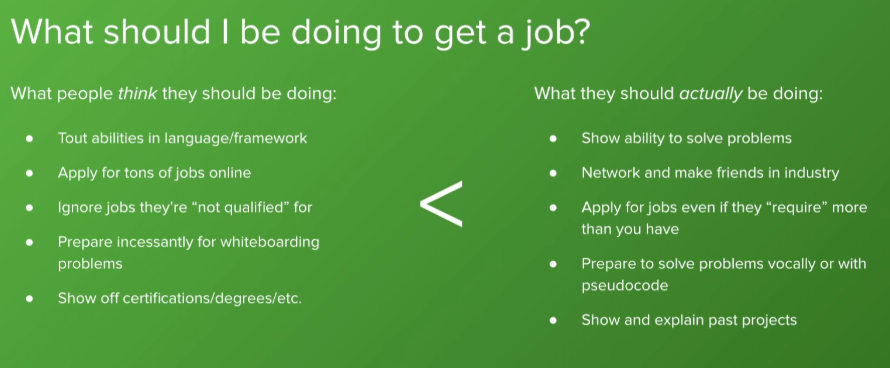 What should I be doing to get a job?
What people think they should be doing:
● Tout abilities in language/framework
● Apply for tons of jobs online
● Ignore jobs they're “not qualified” for
● Prepare incessantly for whiteboarding
problems
● Show off certifications/degrees/etc.
<
What they should actually be doing:
● Show ability to solve problems
● Network and make friends in industry
● Apply for jobs even if they “require” more
than you have
● Prepare to solve problems vocally or with
pseudocode
● Show and explain past projects